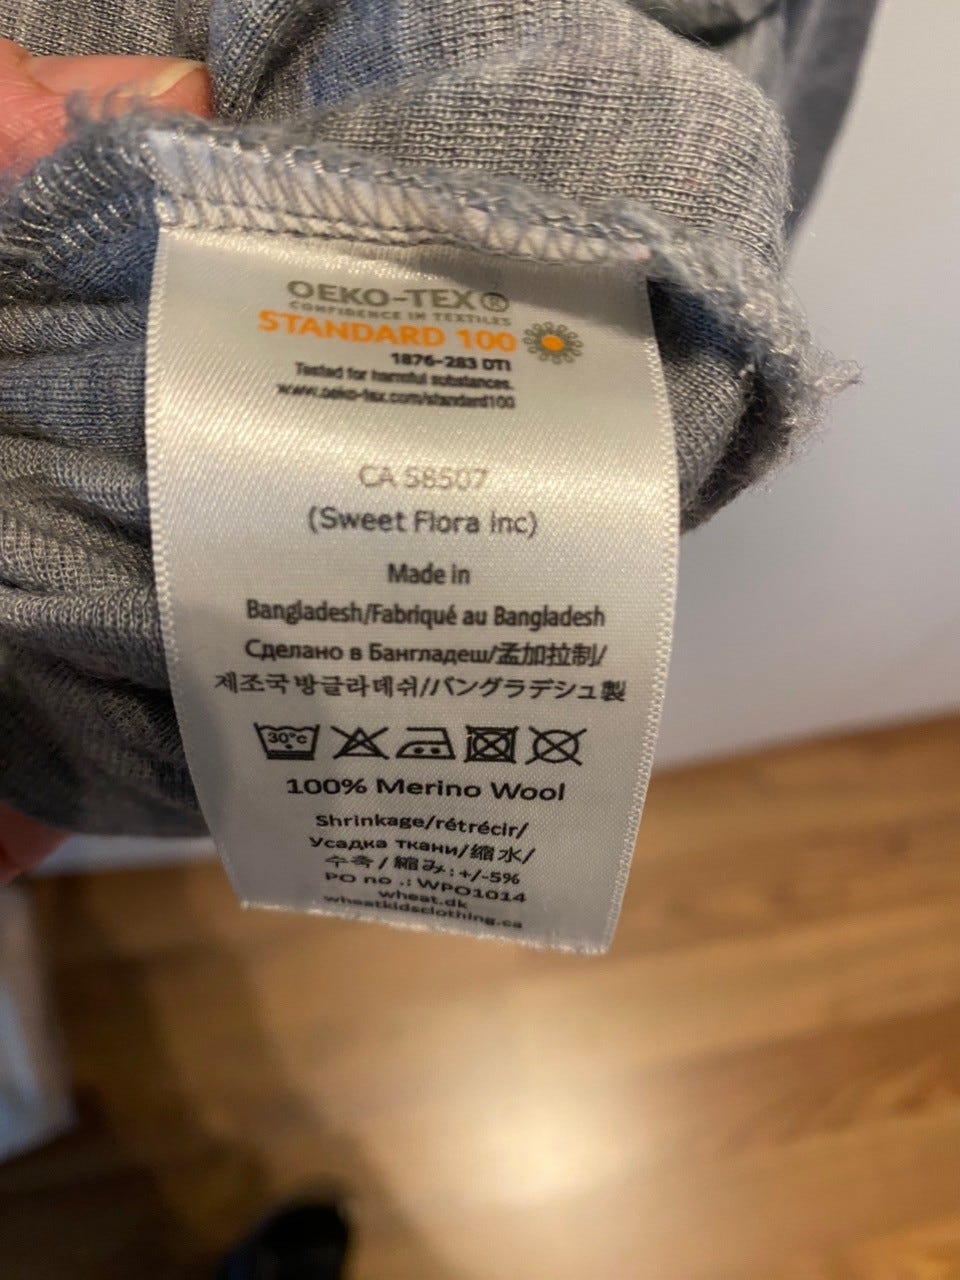 OEKO-TEX®
CONFIDENCE IN TEXTILES
STANDARD 100
1876-283 DTI
Tested for harmful substances.
www.oeko-tex.com/standard100
CA 58507
(Sweet Flora Inc)
Made in
Bangladesh/Fabriqué au Bangladesh
Сделано в Бангладеш/孟加拉制/
제조국방글라데쉬//バングラデシュ製
30°C
100% Merino Wool
Shrinkage/rétrécir/
Усадка ткани/縮水/
수축/縮み:+/-5%
PO no .: WPO1014
wheat.dk
wheatkidsclothing.ca